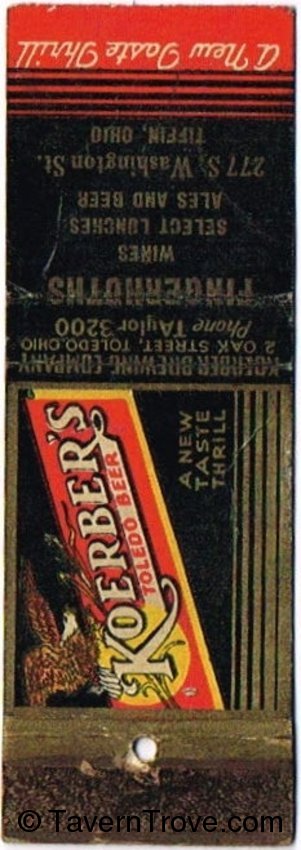 A New Taste Thrill
FINGERHUTHS
WINES
SELECT LUNCHES
ALES AND BEER
277 S. Washington St.
TIFFIN, OHIO
KOERBER BREWING COMPANY
2 OAK STREET, TOLEDO, OHIO
Phone TAylor 3200
KOERBER'S
TOLEDO BEER
A NEW
TASTE
THRILL
© TavernTrove.com